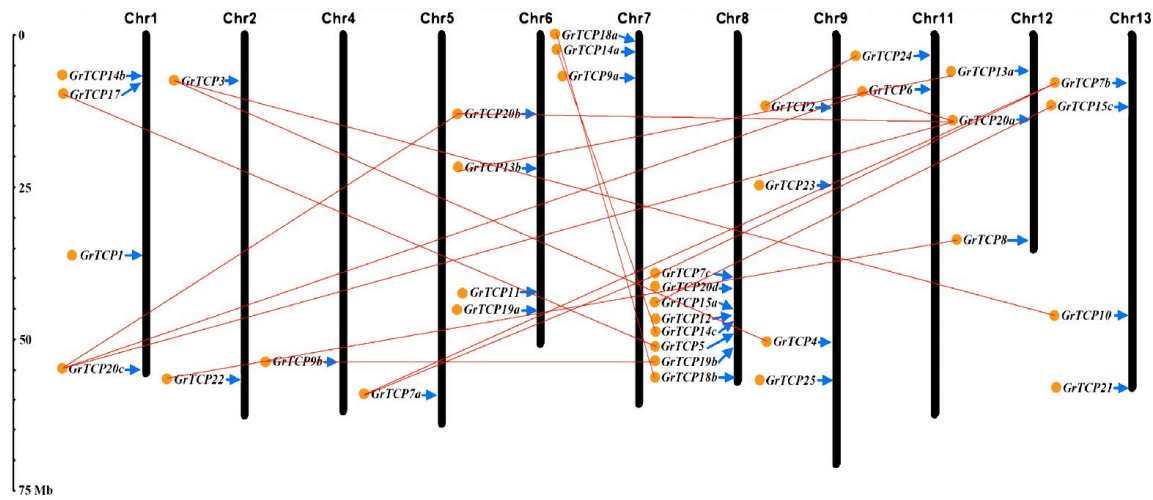 Chr1 Chr2 Chr4 Chr5 Chr6 Chr7 Chr8 Chr9 Chr11 Chr12 Chr13
0
25
50
75 Mb
GrTCP14b
GrTCP17
GrTCP1
GrTCP20c
GrTCP3
GrTCP22
GrTCP9b
GrTCP7a
GrTCP20b
GrTCP13b
GrTCP11
GrTCP19a
GrTCP18a
GrTCP14a
GrTCP9a
GrTCP7c
GrTCP20d
GrTCP15a
GrTCP12
GrTCP14c
GrTCP5
GrTCP19b
GrTCP18b
GrTCP2
GrTCP23
GrTCP4
GrTCP25
GrTCP24
GrTCP6
GrTCP13a
GrTCP20a
GrTCP8
GrTCP7b
GrTCP15c
GrTCP10
GrTCP21